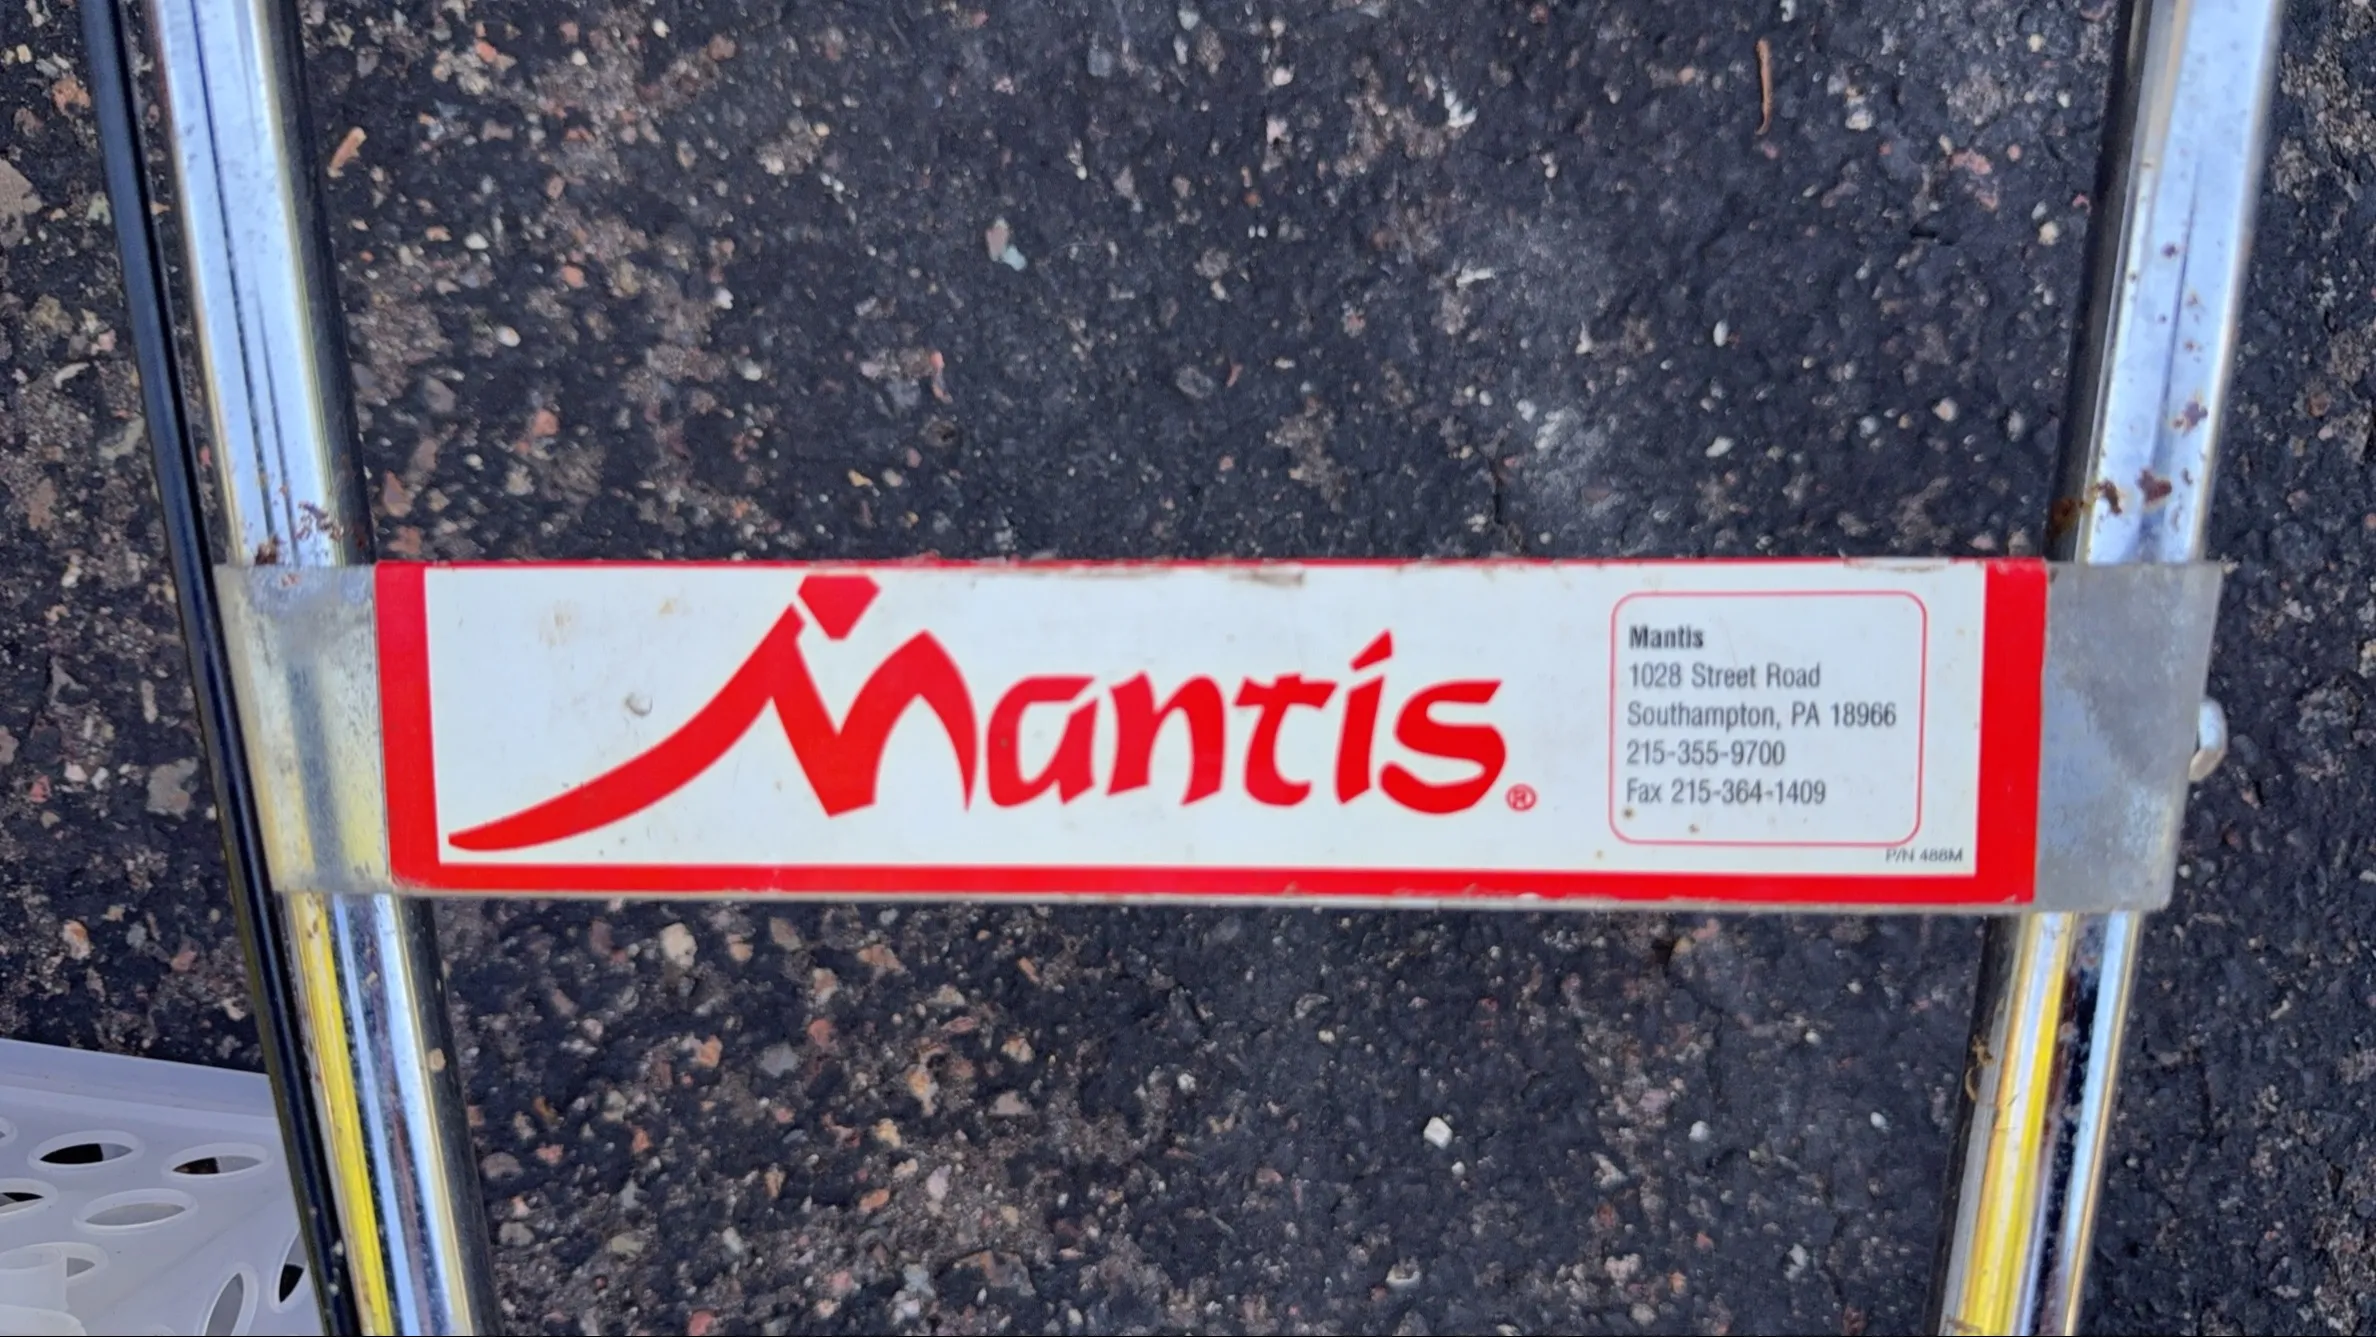 Mantis®
Mantis
1028 Street Road
Southampton, PA 18966
215-355-9700
Fax 215-364-1409
P/N 488M